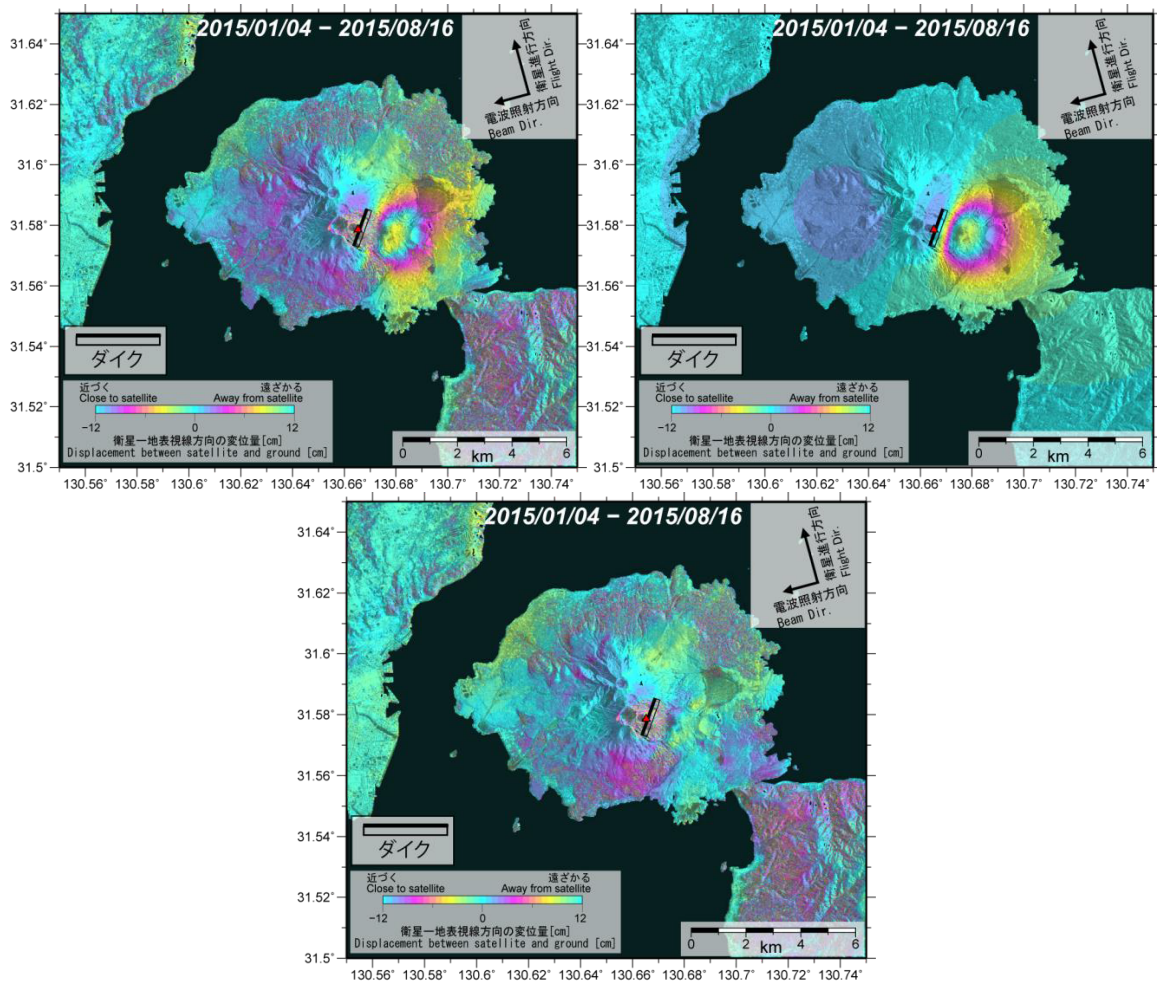 2015/01/04 – 2015/08/16
衛星進行方向
Flight Dir.
電波照射方向
Beam Dir.
31.64°
31.62°
31.6°
31.58°
31.56°
31.54°
31.52°
31.5°
ダイク
近づく 遠ざかる
Close to satellite Away from satellite
−12 0 12
衛星ー地表視線方向の変位量[cm]
Displacement between satellite and ground [cm]
0 2 4 6
km
130.56° 130.58° 130.6° 130.62° 130.64° 130.66° 130.68° 130.7° 130.72° 130.74°
2015/01/04 – 2015/08/16
衛星進行方向
Flight Dir.
電波照射方向
Beam Dir.
31.64°
31.62°
31.6°
31.58°
31.56°
31.54°
31.52°
31.5°
ダイク
近づく 遠ざかる
Close to satellite Away from satellite
−12 0 12
衛星ー地表視線方向の変位量[cm]
Displacement between satellite and ground [cm]
0 2 4 6
km
130.56° 130.58° 130.6° 130.62° 130.64° 130.66° 130.68° 130.7° 130.72° 130.74°
2015/01/04 – 2015/08/16
衛星進行方向
Flight Dir.
電波照射方向
Beam Dir.
31.64°
31.62°
31.6°
31.58°
31.56°
31.54°
31.52°
31.5°
ダイク
近づく 遠ざかる
Close to satellite Away from satellite
−12 0 12
衛星ー地表視線方向の変位量[cm]
Displacement between satellite and ground [cm]
0 2 4 6
km
130.56° 130.58° 130.6° 130.62° 130.64° 130.66° 130.68° 130.7° 130.72° 130.74°